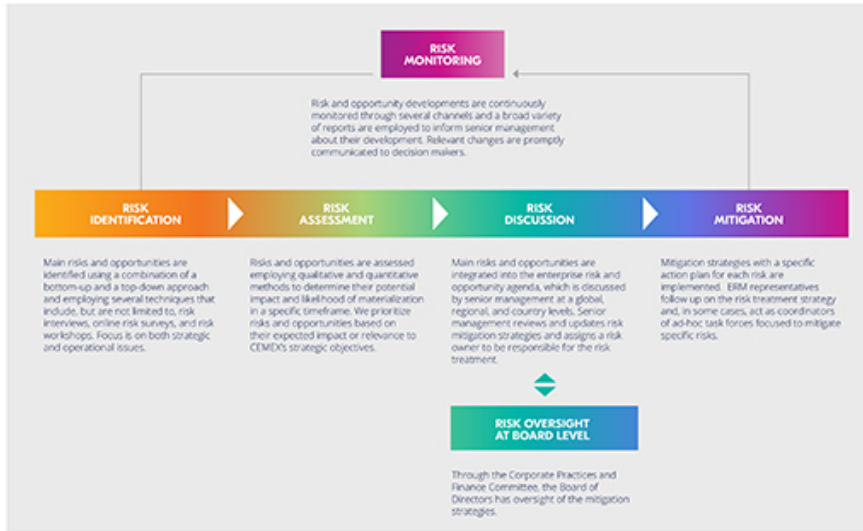 RISK
MONITORING
Risk and opportunity developments are continuously
monitored through several channels and a broad variety
of reports are employed to inform senior management
about their development. Relevant changes are promptly
communicated to decision makers.
RISK
IDENTIFICATION
Main risks and opportunities are
identified using a combination of a
bottom-up and a top-down approach
and employing several techniques that
include, but are not limited to, risk
interviews, online risk surveys, and risk
workshops. Focus is on both strategic
and operational issues.
RISK
ASSESSMENT
Risks and opportunities are assessed
employing qualitative and quantitative
methods to determine their potential
impact and likelihood of materialization
in a specific timeframe. We prioritize
risks and opportunities based on
their expected impact or relevance to
CEMEX's strategic objectives.
RISK
DISCUSSION
Main risks and opportunities are
integrated into the enterprise risk and
opportunity agenda, which is discussed
by senior management at a global,
regional, and country levels. Senior
management reviews and updates risk
mitigation strategies and assigns a risk
owner to be responsible for the risk
treatment.
RISK
MITIGATION
Mitigation strategies with a specific
action plan for each risk are
implemented. ERM representatives
follow up on the risk treatment strategy
and, in some cases, act as coordinators
of ad-hoc task forces focused to mitigate
specific risks.
RISK OVERSIGHT
AT BOARD LEVEL
Through the Corporate Practices and
Finance Committee, the Board of
Directors has oversight of the mitigation
strategies.